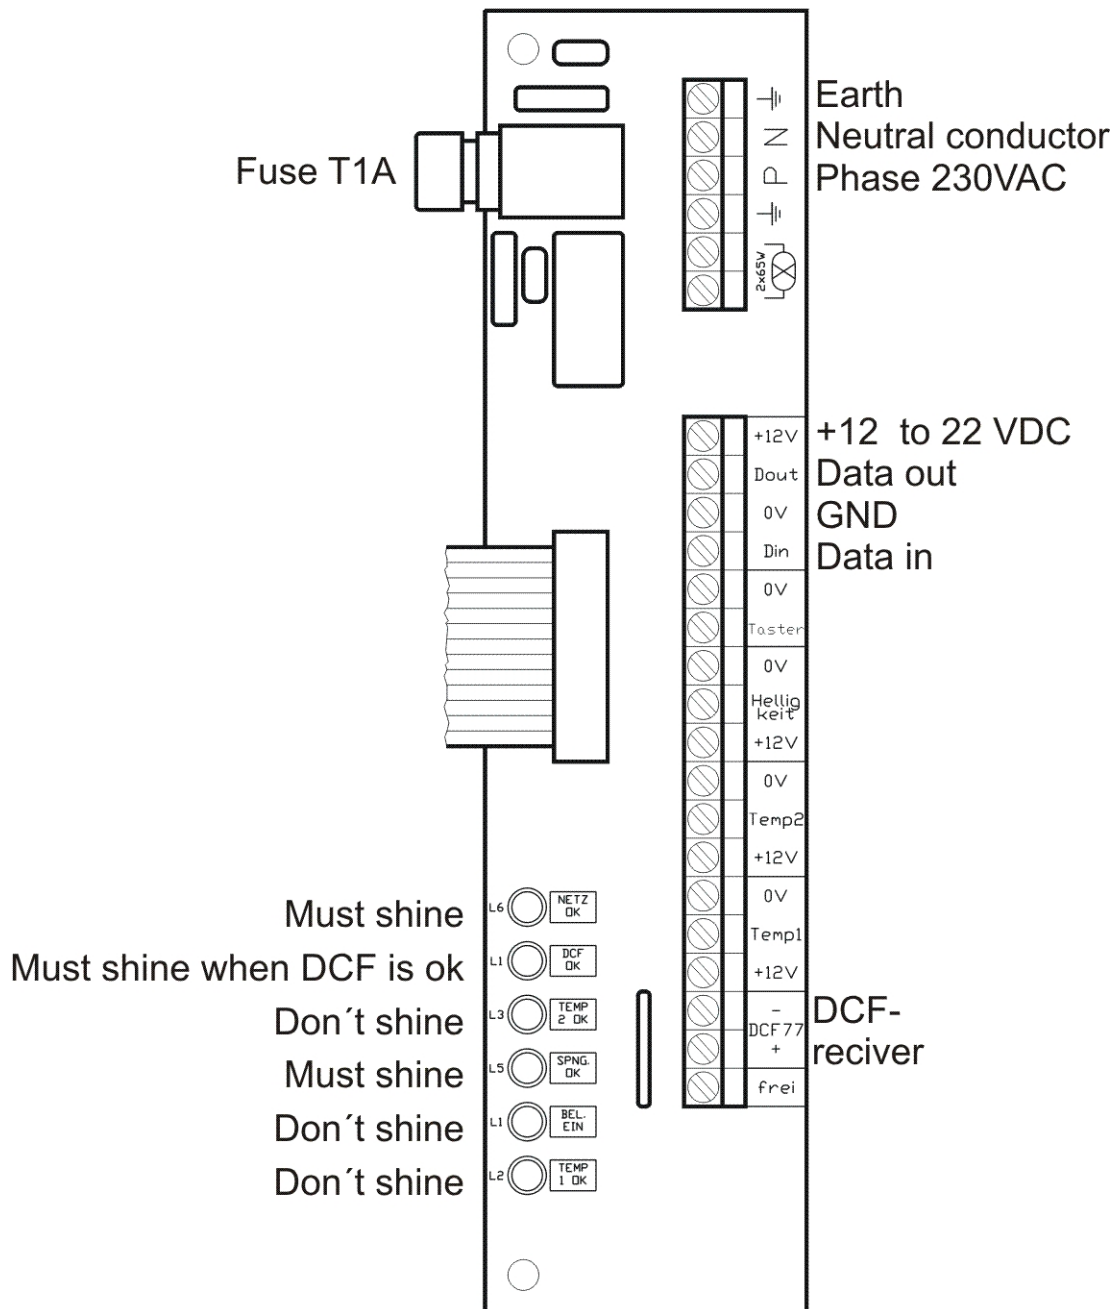 Earth
N
Neutral conductor
Fuse T1A
P
Phase 230VAC
2x65W
+12V
+12  to 22 VDC
Dout
Data out
0V
GND
Din
Data in
0V
Taster
0V
Hellig
keit
+12V
0V
Temp2
+12V
0V
Temp1
+12V
-
DCF77
+
DCF-
reciver
frei
Must shine
L6
NETZ
OK
Must shine when DCF is ok
L1
DCF
OK
Don´t shine
L3
TEMP
2 OK
Must shine
L5
SPNG.
OK
Don´t shine
L1
BEL.
EIN
Don´t shine
L2
TEMP
1 OK